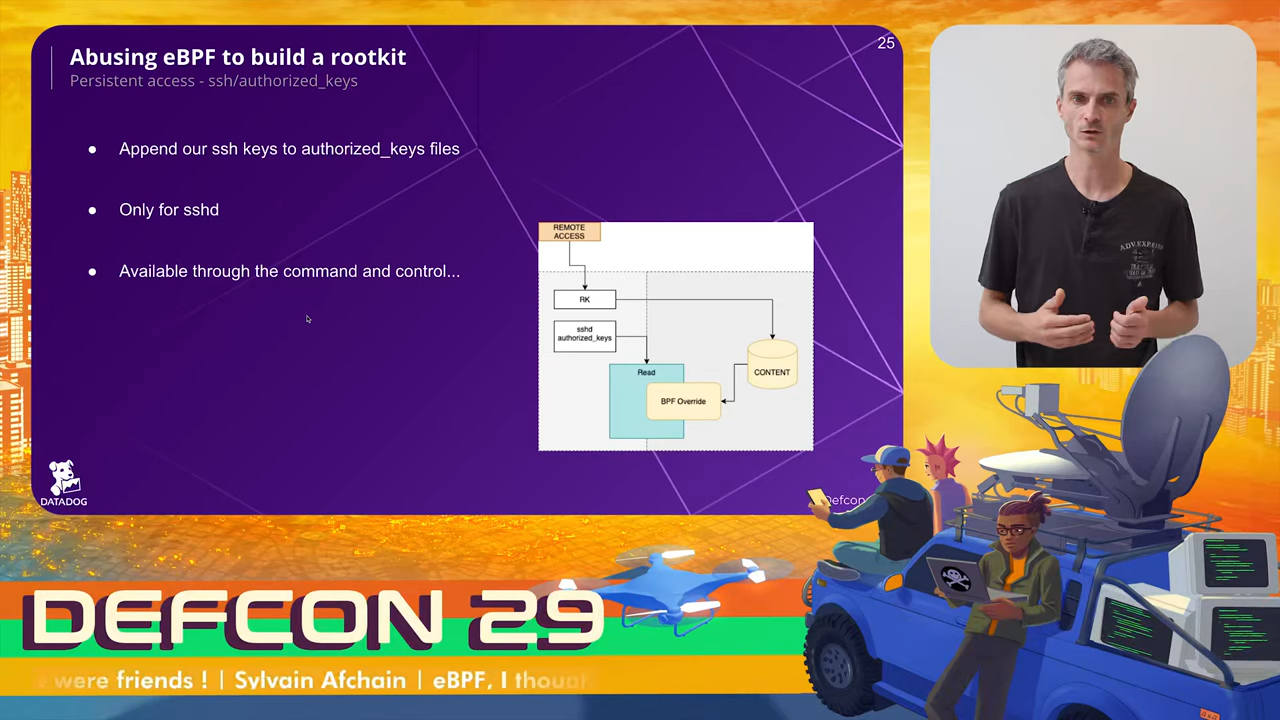 Abusing eBPF to build a rootkit
Persistent access - ssh/authorized_keys
25
● Append our ssh keys to authorized_keys files
● Only for sshd
● Available through the command and control...
REMOTE
ACCESS
RK
sshd
authorized_keys
Read
BPF Override
CONTENT
DATADOG
Defcon
ADV.EXP
DEFCON 29
were friends ! | Sylvain Afchain | eBPF, I thou